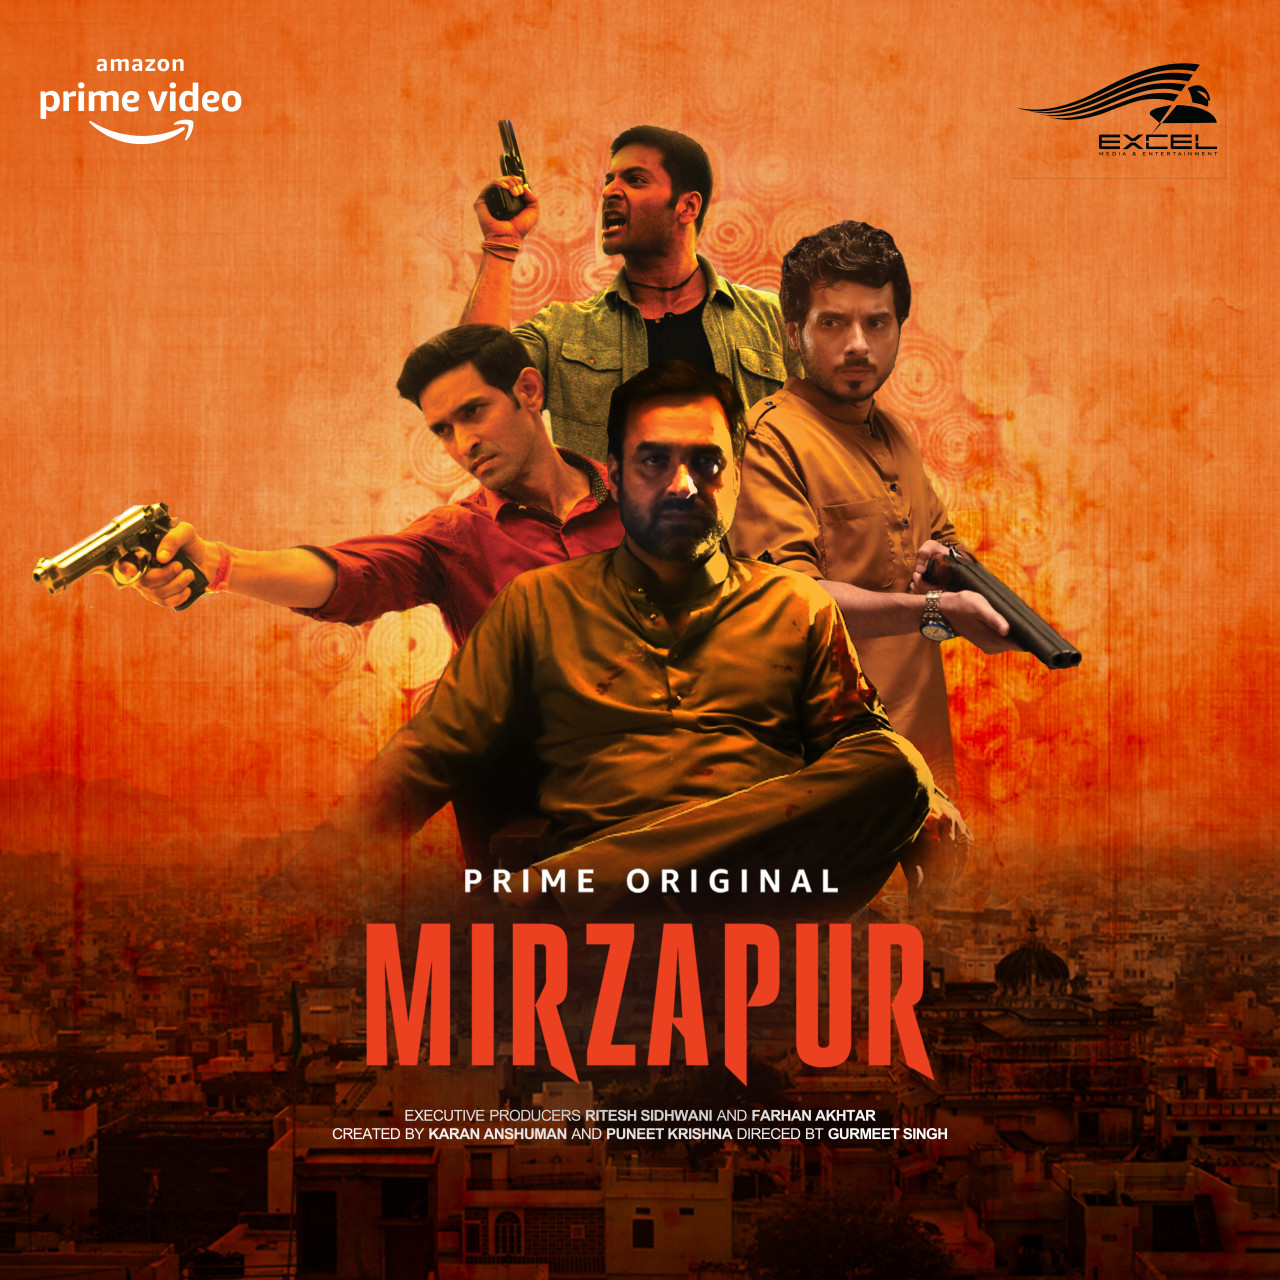 amazon
prime video
EXCEL
MEDIA & ENTERTAINMENT
PRIME ORIGINAL
MIRZAPUR
EXECUTIVE PRODUCERS RITESH SIDHWANI AND FARHAN AKHTAR
CREATED BY KARAN ANSHUMAN AND PUNEET KRISHNA DIRECED BT GURMEET SINGH